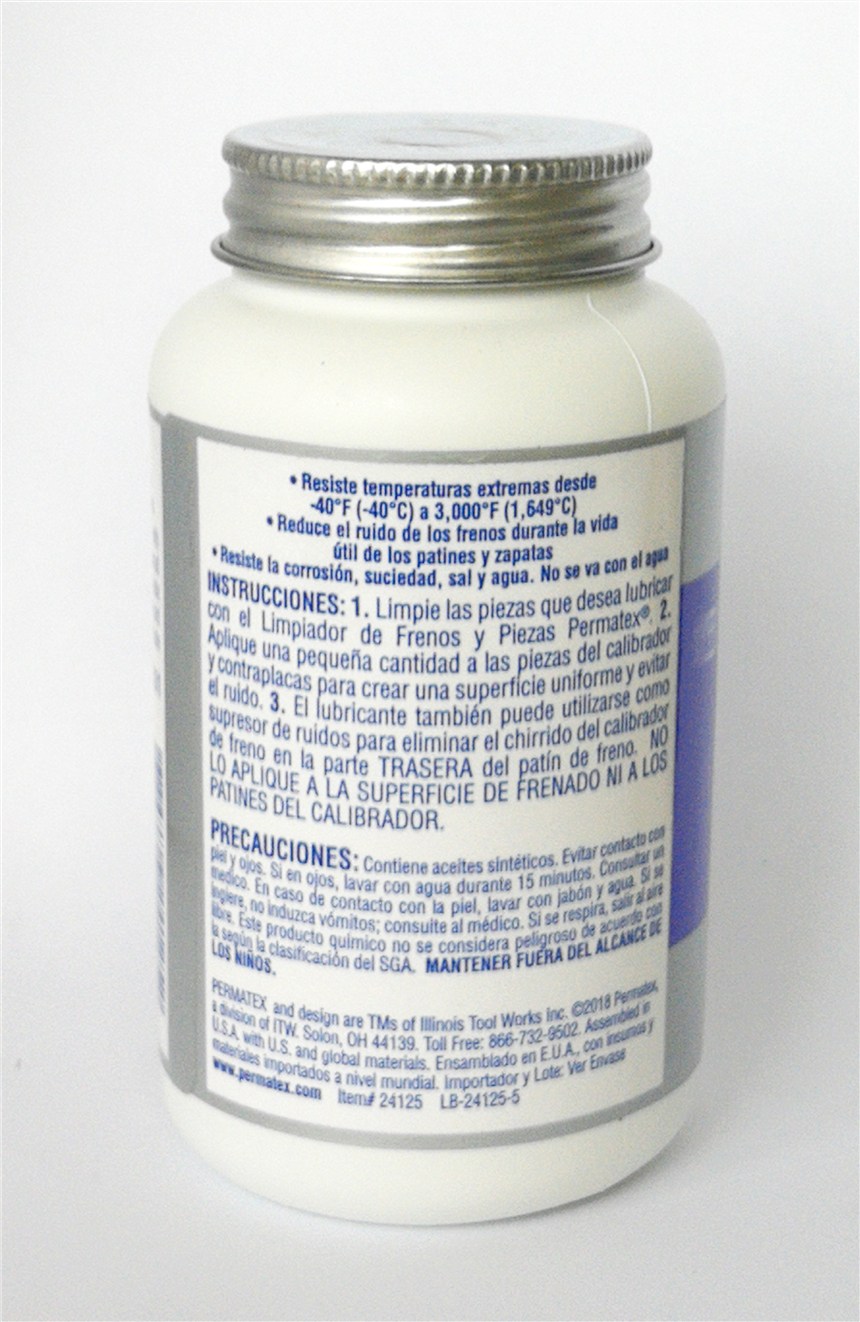 • Resiste temperaturas extremas desde
-40°F (-40°C) a 3,000°F (1,649°C)
• Reduce el ruido de los frenos durante la vida
útil de los patines y zapatas
• Resiste la corrosión, suciedad, sal y agua. No se va con el agua
INSTRUCCIONES: 1. Limpie las piezas que desea lubricar
con el Limpiador de Frenos y Piezas Permatex®. 2.
Aplique una pequeña cantidad a las piezas del calibrador
y contraplacas para crear una superficie uniforme y evitar
el ruido. 3. El lubricante también puede utilizarse como
supresor de ruidos para eliminar el chirrido del calibrador
de freno en la parte TRASERA del patín de freno. NO
LO APLIQUE A LA SUPERFICIE DE FRENADO NI A LOS
PATINES DEL CALIBRADOR.
PRECAUCIONES: Contiene aceites sintéticos. Evitar contacto con
piel y ojos. Si en ojos, lavar con agua durante 15 minutos. Consultar un
médico. En caso de contacto con la piel, lavar con jabón y agua. Si se
ingiere, no induzca vómitos; consulte al médico. Si se respira, salir al aire
libre. Este producto químico no se considera peligroso de acuerdo con
la según la clasificación del SGA. MANTENER FUERA DEL ALCANCE DE
LOS NIÑOS.
PERMATEX and design are TMs of Illinois Tool Works Inc. ©2018 Permatex,
a division of ITW. Solon, OH 44139. Toll Free: 866-732-9502. Assembled in
U.S.A. with U.S. and global materials. Ensamblado en E.U.A., con insumos y
materiales importados a nivel mundial. Importador y Lote: Ver Envase
www.permatex.com Item# 24125 LB-24125-5